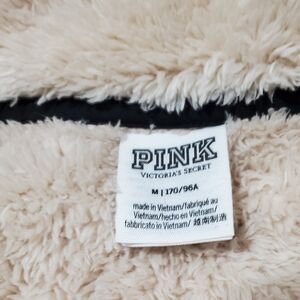 PINK
VICTORIA'S SECRET
M | 170/96A
made in Vietnam/fabriqué au
Vietnam/hecho en Vietnam/
fabbricato in Vietnam/ 越南制造